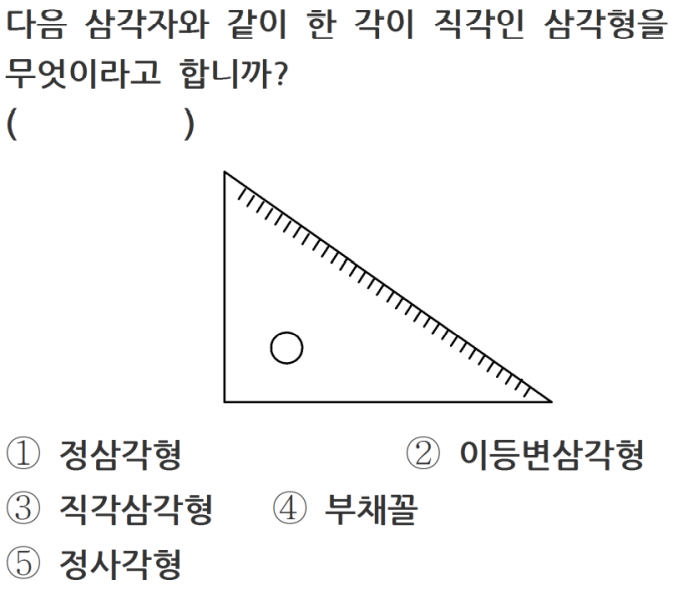 다음 삼각자와 같이 한 각이 직각인 삼각형을
무엇이라고 합니까?
(          )
① 정삼각형 ② 이등변삼각형
③ 직각삼각형 ④ 부채꼴
⑤ 정사각형